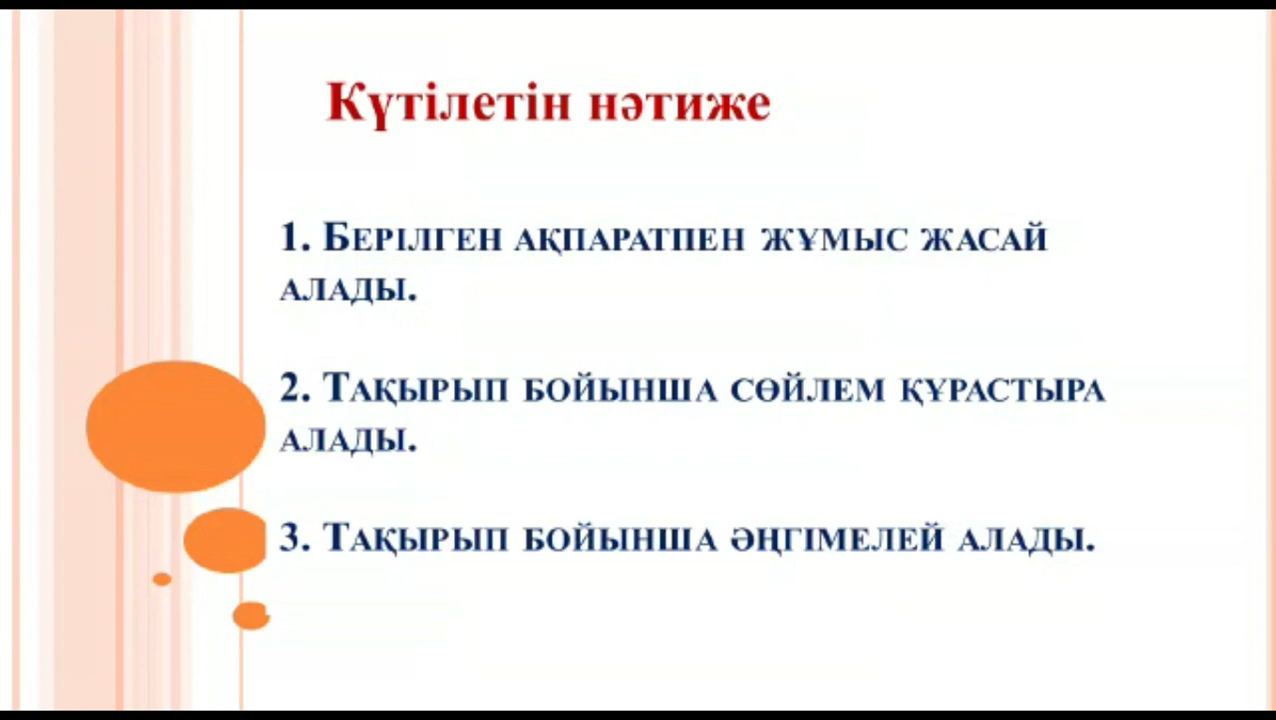 Күтілетін нәтиже
1. Берілген ақпаратпен жұмыс жасай
алады.
2. Тақырып бойынша сөйлем құрастыра
алады.
3. Тақырып бойынша әңгімелей алады.